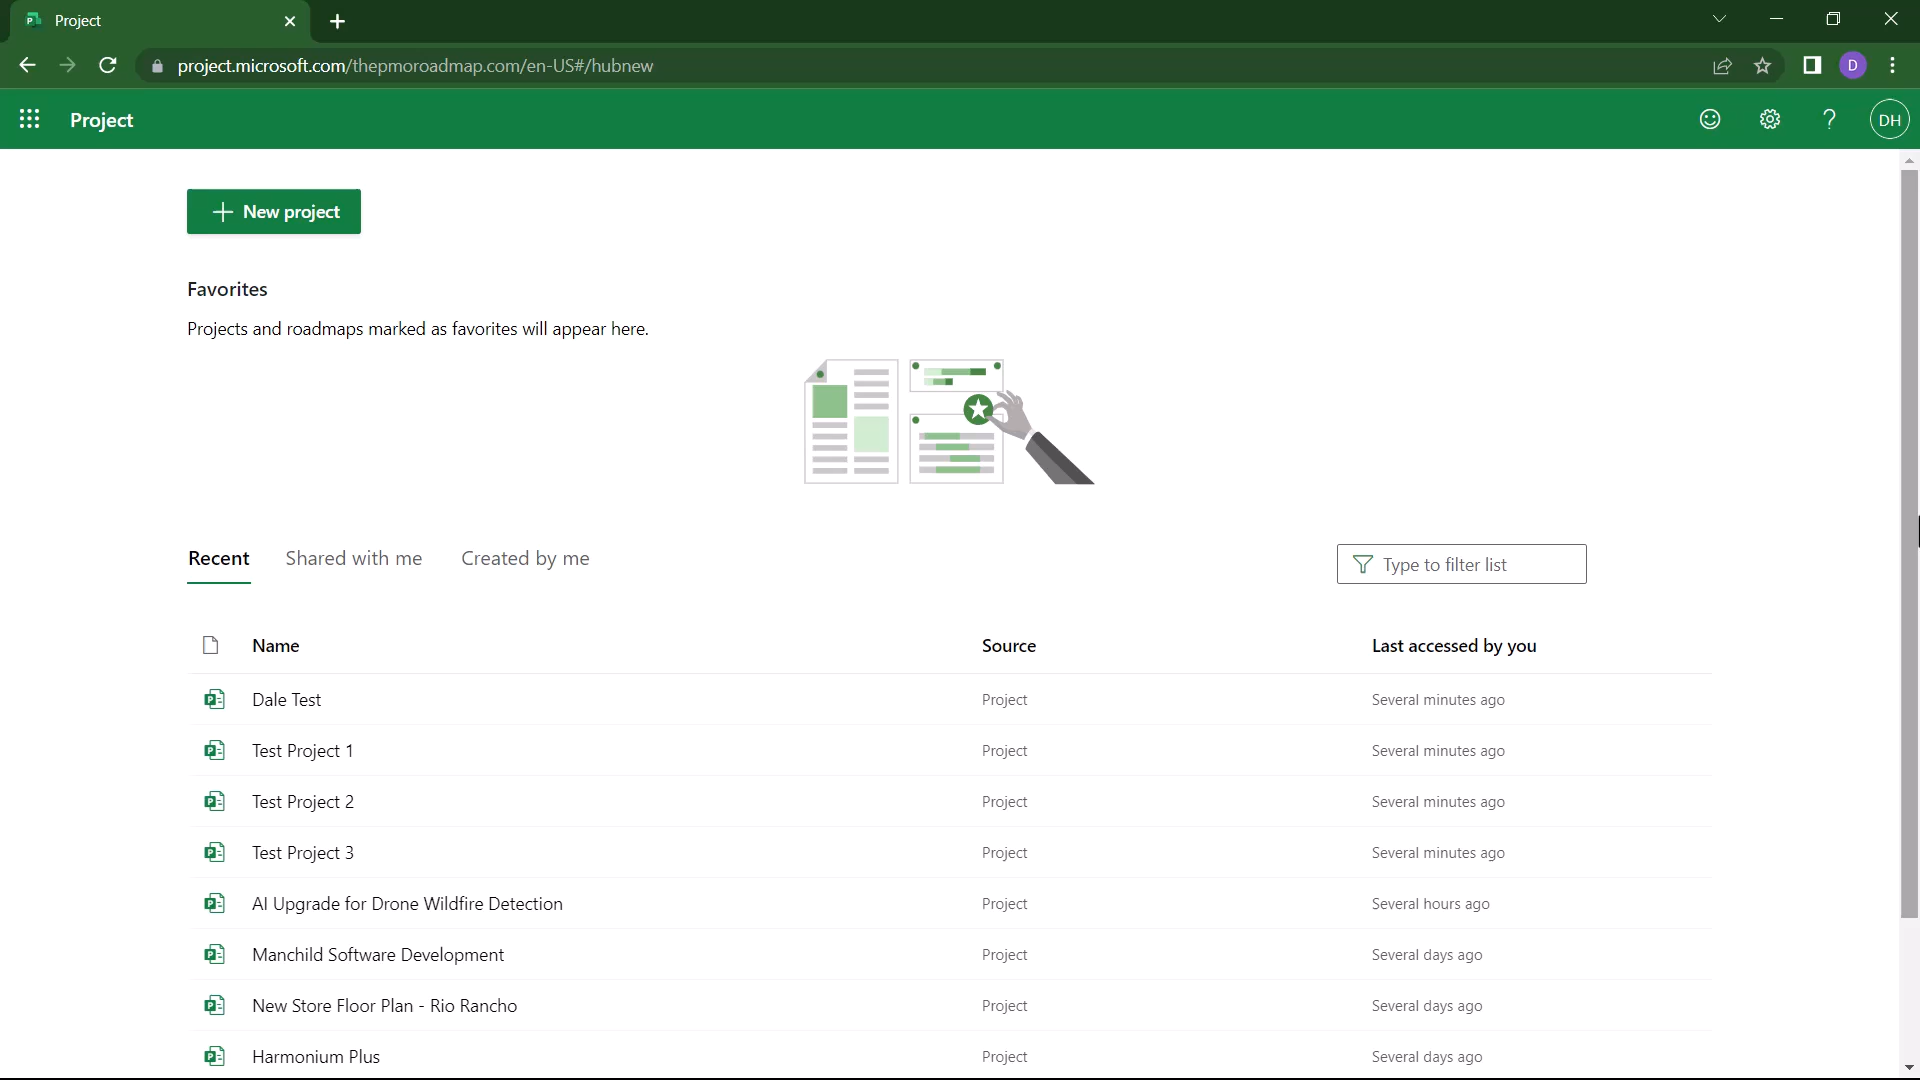 Project
project.microsoft.com/thepmoroadmap.com/en-US#/hubnew
D
Project
DH
New project
Favorites
Projects and roadmaps marked as favorites will appear here.
Recent Shared with me Created by me
Type to filter list
Name Source Last accessed by you
Dale Test Project Several minutes ago
Test Project 1 Project Several minutes ago
Test Project 2 Project Several minutes ago
Test Project 3 Project Several minutes ago
AI Upgrade for Drone Wildfire Detection Project Several hours ago
Manchild Software Development Project Several days ago
New Store Floor Plan - Rio Rancho Project Several days ago
Harmonium Plus Project Several days ago